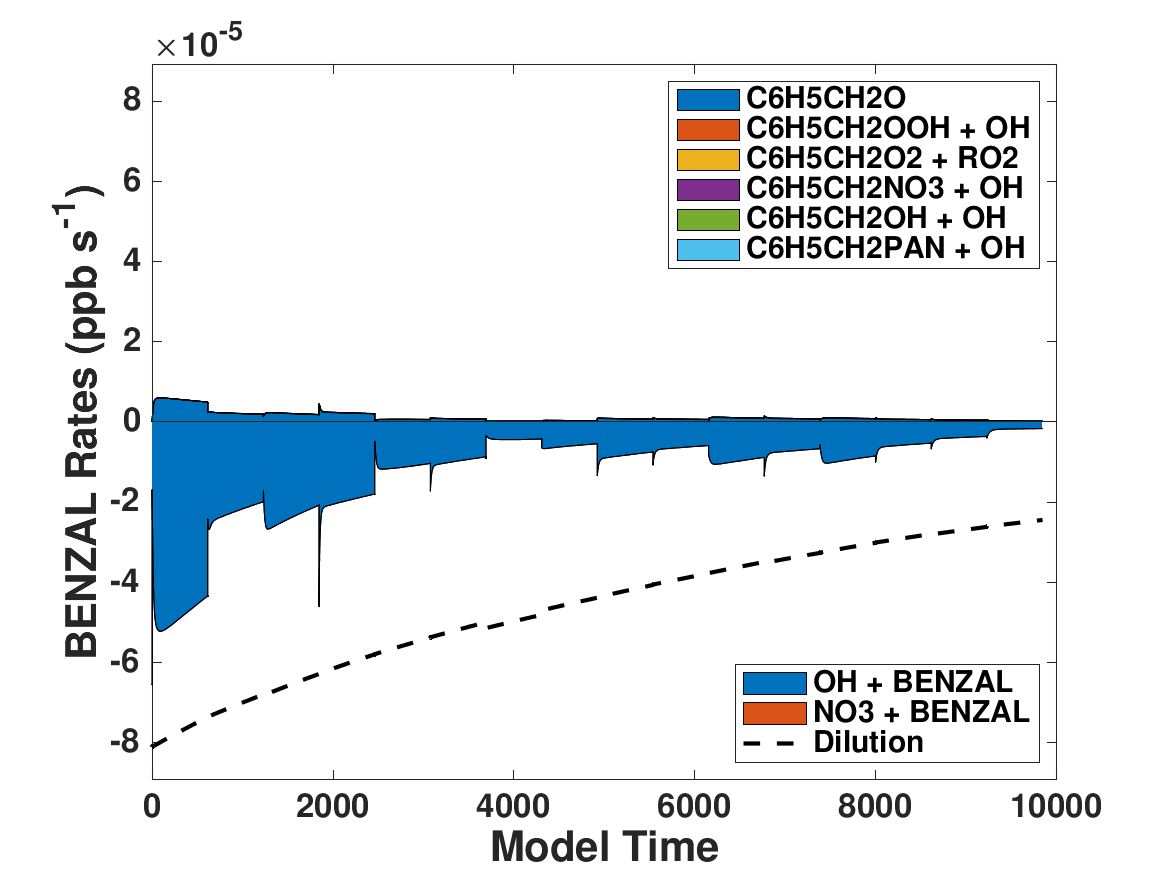 ×10-5
8
6
4
2
0
-2
-4
-6
-8
BENZAL Rates (ppb s-1)
C6H5CH2O
C6H5CH2OOH + OH
C6H5CH2O2 + RO2
C6H5CH2NO3 + OH
C6H5CH2OH + OH
C6H5CH2PAN + OH
OH + BENZAL
NO3 + BENZAL
Dilution
0 2000 4000 6000 8000 10000
Model Time